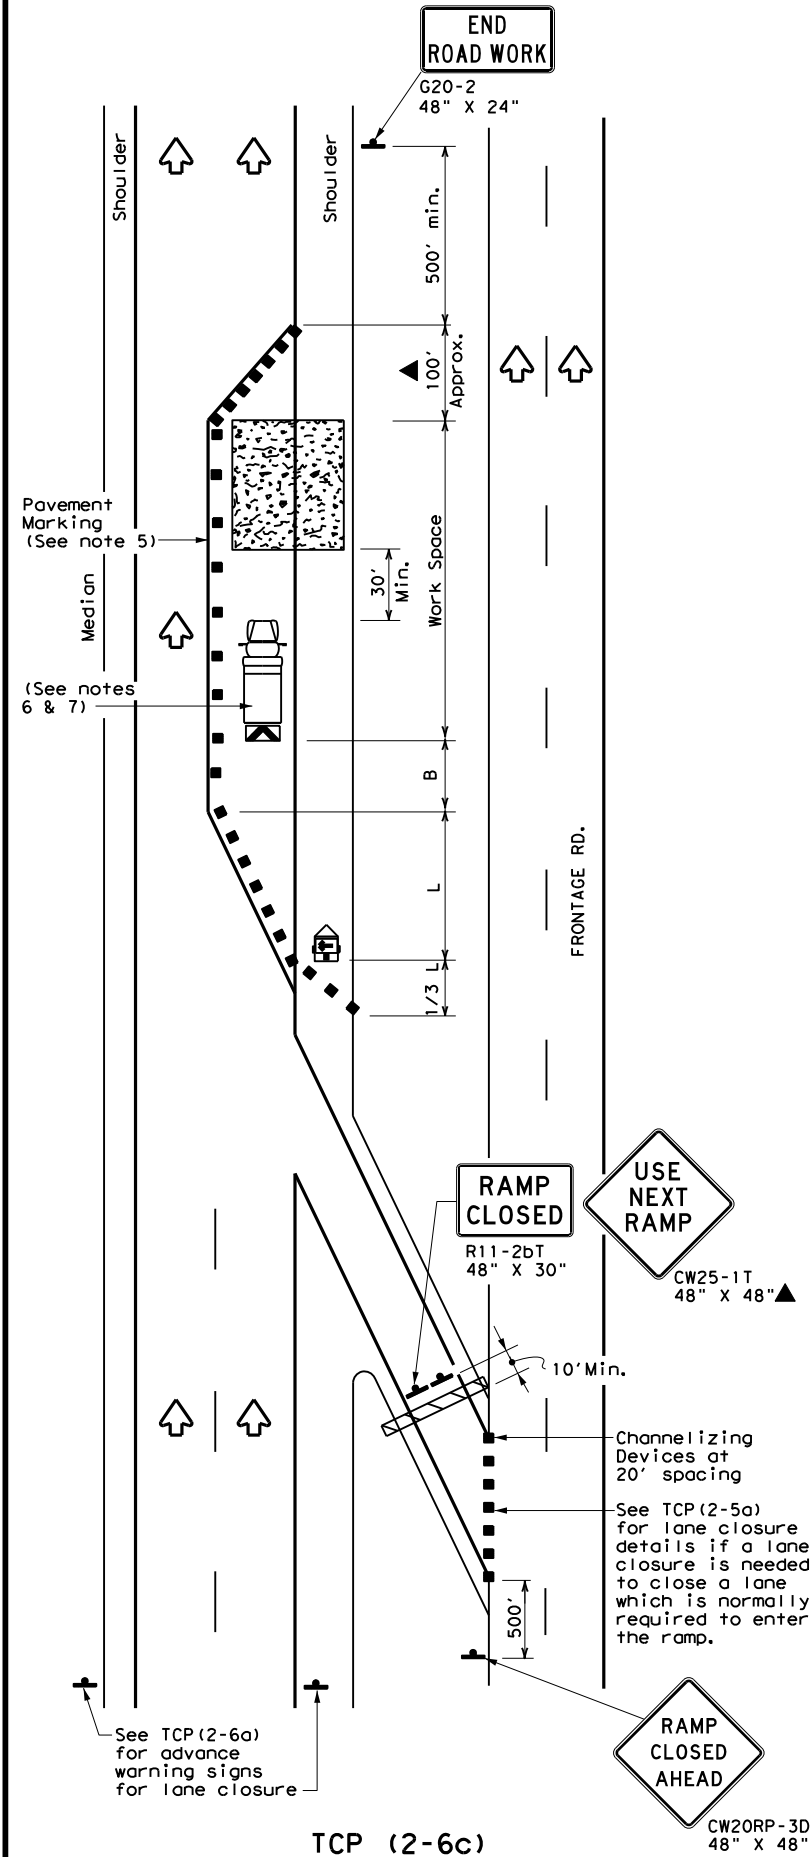 END
ROAD WORK
G20-2
48" X 24"
Shoulder
Shoulder
500' min.
100'
Approx.
Pavement
Marking
(See note 5)
Work Space
30'
Min.
Median
(See notes
6 & 7)
B
L
FRONTAGE RD.
1/3 L
RAMP
CLOSED
R11-2bT
48" X 30"
USE
NEXT
RAMP
CW25-1T
48" X 48"
10'Min.
Channelizing
Devices at
20' spacing
See TCP(2-5a)
for lane closure
details if a lane
closure is needed
to close a lane
which is normally
required to enter
the ramp.
500'
See TCP(2-6a)
for advance
warning signs
for lane closure
RAMP
CLOSED
AHEAD
CW20RP-3D
48" X 48"
TCP (2-6c)